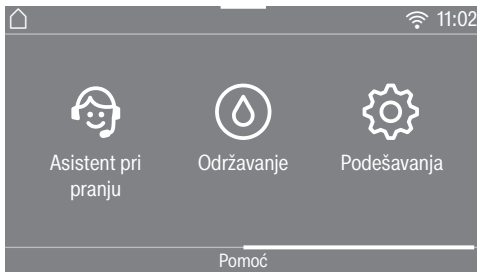 11:02
Asistent pri
pranju
Održavanje
Podešavanja
Pomoć